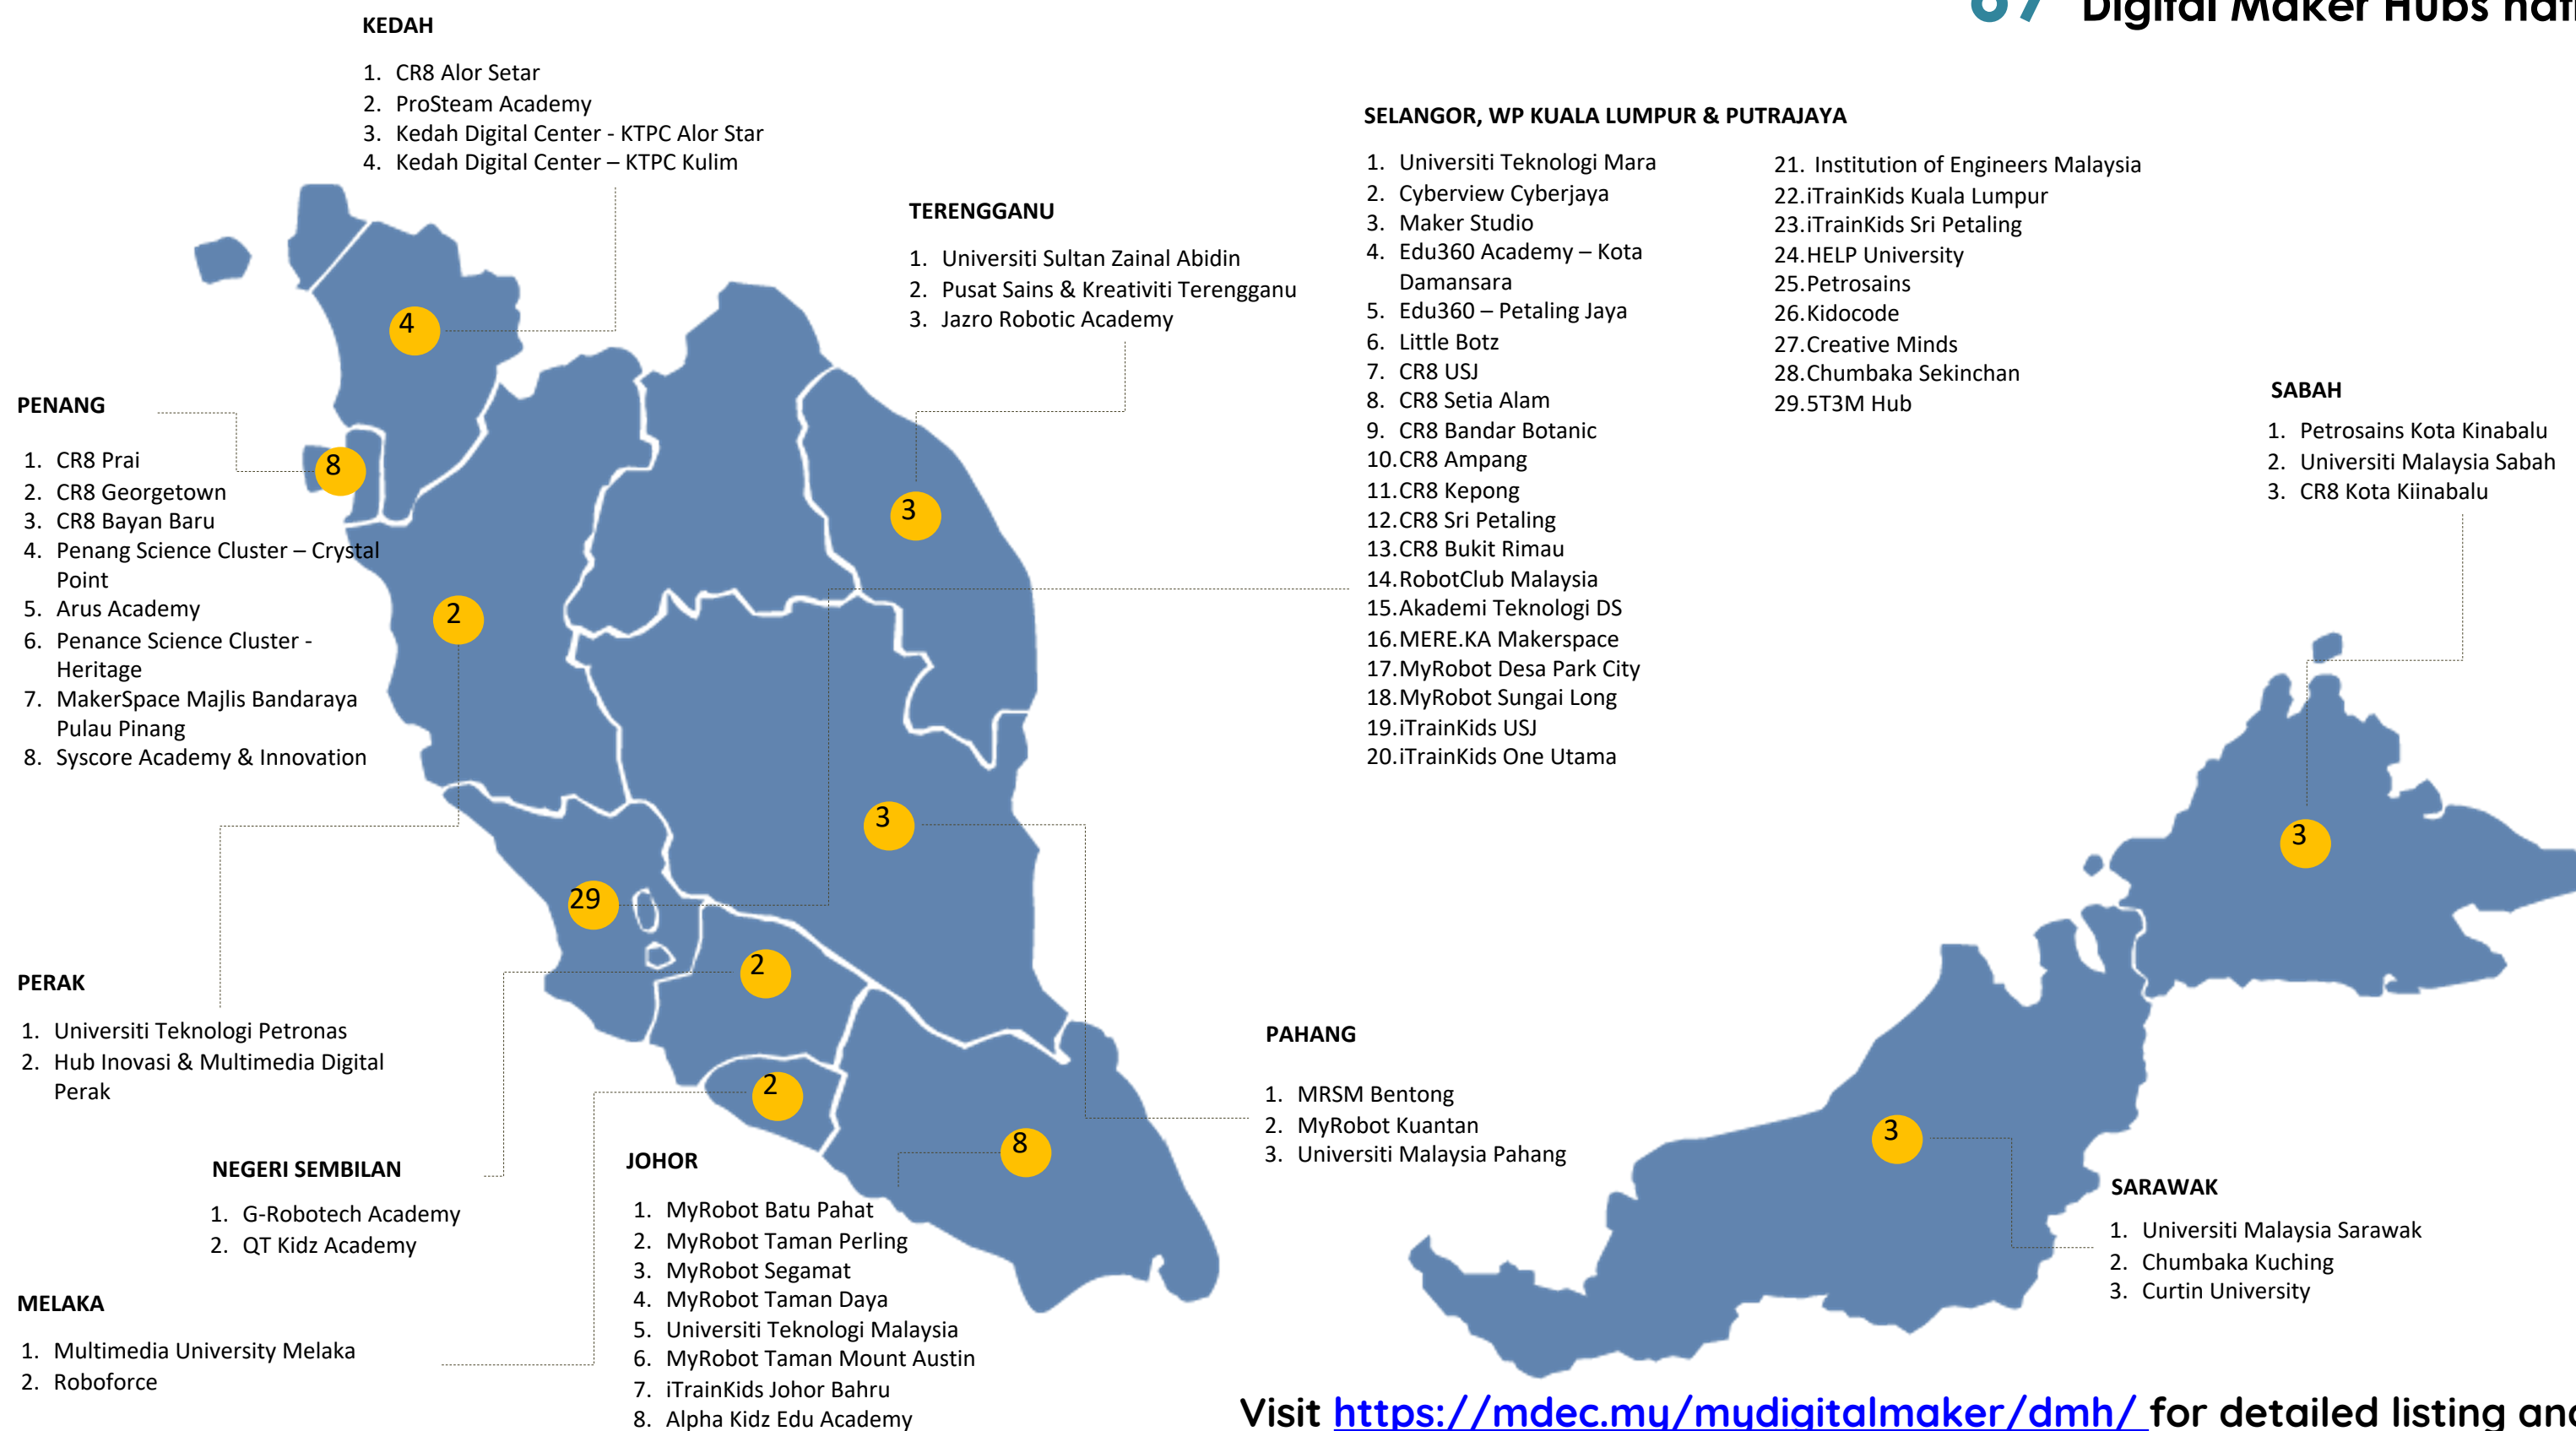 67 Digital Maker Hubs
KEDAH
1. CR8 Alor Setar
2. ProSteam Academy
3. Kedah Digital Center - KTPC Alor Star
4. Kedah Digital Center – KTPC Kulim
TERENGGANU
1. Universiti Sultan Zainal Abidin
2. Pusat Sains & Kreativiti Terengganu
3. Jazro Robotic Academy
SELANGOR, WP KUALA LUMPUR & PUTRAJAYA
1. Universiti Teknologi Mara
2. Cyberview Cyberjaya
3. Maker Studio
4. Edu360 Academy – Kota
Damansara
5. Edu360 – Petaling Jaya
6. Little Botz
7. CR8 USJ
8. CR8 Setia Alam
9. CR8 Bandar Botanic
10.CR8 Ampang
11.CR8 Kepong
12.CR8 Sri Petaling
13.CR8 Bukit Rimau
14.RobotClub Malaysia
15.Akademi Teknologi DS
16.MERE.KA Makerspace
17.MyRobot Desa Park City
18.MyRobot Sungai Long
19.iTrainKids USJ
20.iTrainKids One Utama
21. Institution of Engineers Malaysia
22.iTrainKids Kuala Lumpur
23.iTrainKids Sri Petaling
24.HELP University
25.Petrosains
26.Kidocode
27.Creative Minds
28.Chumbaka Sekinchan
29.5T3M Hub
SABAH
1. Petrosains Kota Kinabalu
2. Universiti Malaysia Sabah
3. CR8 Kota Kiinabalu
PENANG
1. CR8 Prai
2. CR8 Georgetown
3. CR8 Bayan Baru
4. Penang Science Cluster – Crystal
Point
5. Arus Academy
6. Penance Science Cluster -
Heritage
7. MakerSpace Majlis Bandaraya
Pulau Pinang
8. Syscore Academy & Innovation
4
8
3
2
3
29
2
2
8
3
3
PERAK
1. Universiti Teknologi Petronas
2. Hub Inovasi & Multimedia Digital
Perak
NEGERI SEMBILAN
1. G-Robotech Academy
2. QT Kidz Academy
MELAKA
1. Multimedia University Melaka
2. Roboforce
JOHOR
1. MyRobot Batu Pahat
2. MyRobot Taman Perling
3. MyRobot Segamat
4. MyRobot Taman Daya
5. Universiti Teknologi Malaysia
6. MyRobot Taman Mount Austin
7. iTrainKids Johor Bahru
8. Alpha Kidz Edu Academy
PAHANG
1. MRSM Bentong
2. MyRobot Kuantan
3. Universiti Malaysia Pahang
SARAWAK
1. Universiti Malaysia Sarawak
2. Chumbaka Kuching
3. Curtin University
Visit https://mdec.my/mydigitalmaker/dmh/ for detailed listing and